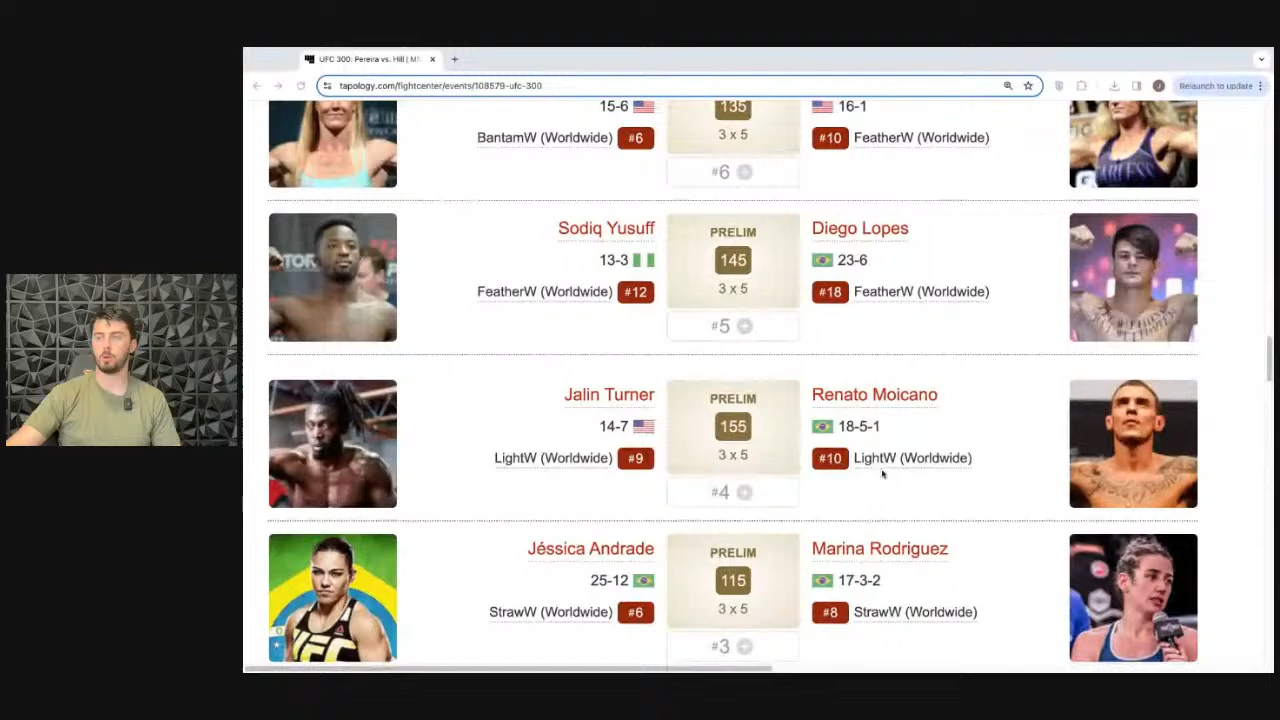 UFC 300: Pereira vs. Hill | M
tapology.com/fightcenter/events/108579-ufc-300
Relaunch to update
15-6
135
16-1
BantamW (Worldwide) #6
3 x 5
#10 FeatherW (Worldwide)
#6
Sodiq Yusuff
PRELIM
Diego Lopes
13-3
145
23-6
FeatherW (Worldwide) #12
3 x 5
#18 FeatherW (Worldwide)
#5
Jalin Turner
PRELIM
Renato Moicano
14-7
155
18-5-1
LightW (Worldwide) #9
3 x 5
#10 LightW (Worldwide)
#4
Jéssica Andrade
PRELIM
Marina Rodriguez
25-12
115
17-3-2
StrawW (Worldwide) #6
3 x 5
#8 StrawW (Worldwide)
#3
UFC